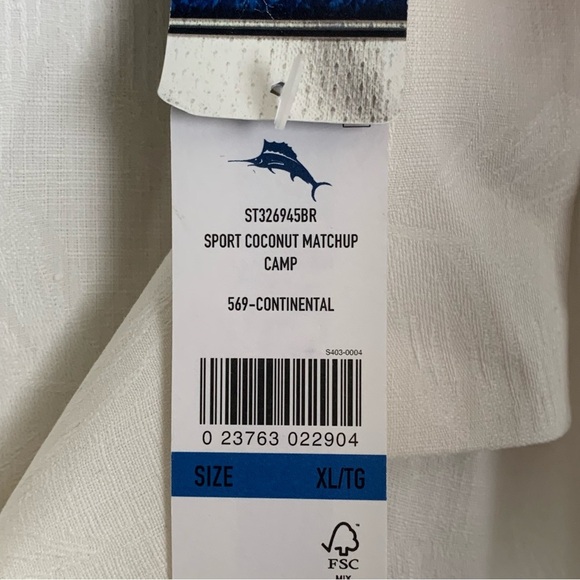 ST326945BR
SPORT COCONUT MATCHUP
CAMP
569-CONTINENTAL
S403-0004
0 23763 022904
SIZE XL/TG
FSC
MIX